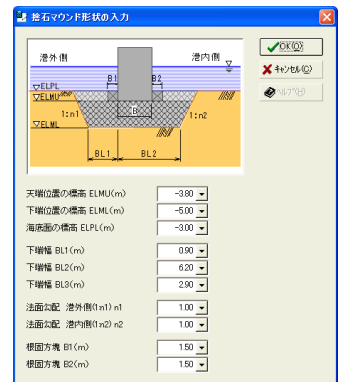 捨石マウンド形状の入力
港外側
港内側
B1
B2
▽ELPL
▽ELMU
B
1:n1
1:n2
▽ELML
BL1
BL2
OK(O)
キャンセル(C)
ヘルプ(H)
天端位置の標高 ELMU(m) -3.80
下端位置の標高 ELML(m) -5.00
海底面の標高 ELPL(m) -3.00
下端幅 BL1(m) 0.90
下端幅 BL2(m) 6.20
下端幅 BL3(m) 2.90
法面勾配 港外側(1:n1) n1 1.00
法面勾配 港内側(1:n2) n2 1.00
根固方塊 B1(m) 1.50
根固方塊 B2(m) 1.50